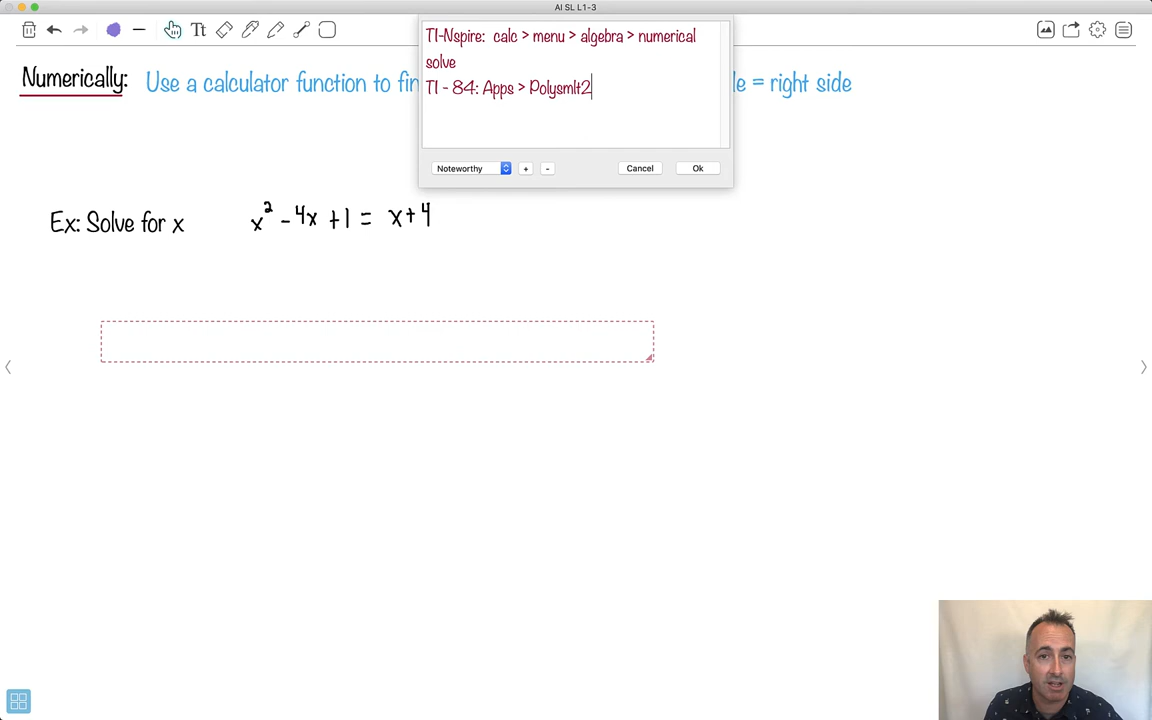 AI SL L1-3
Tt
TI-Nspire: calc > menu > algebra > numerical
solve
TI - 84: Apps > Polysmlt2
Noteworthy
+
-
Cancel
Ok
Numerically: Use a calculator function to fin le = right side
Ex: Solve for x x² - 4x + 1 = x + 4